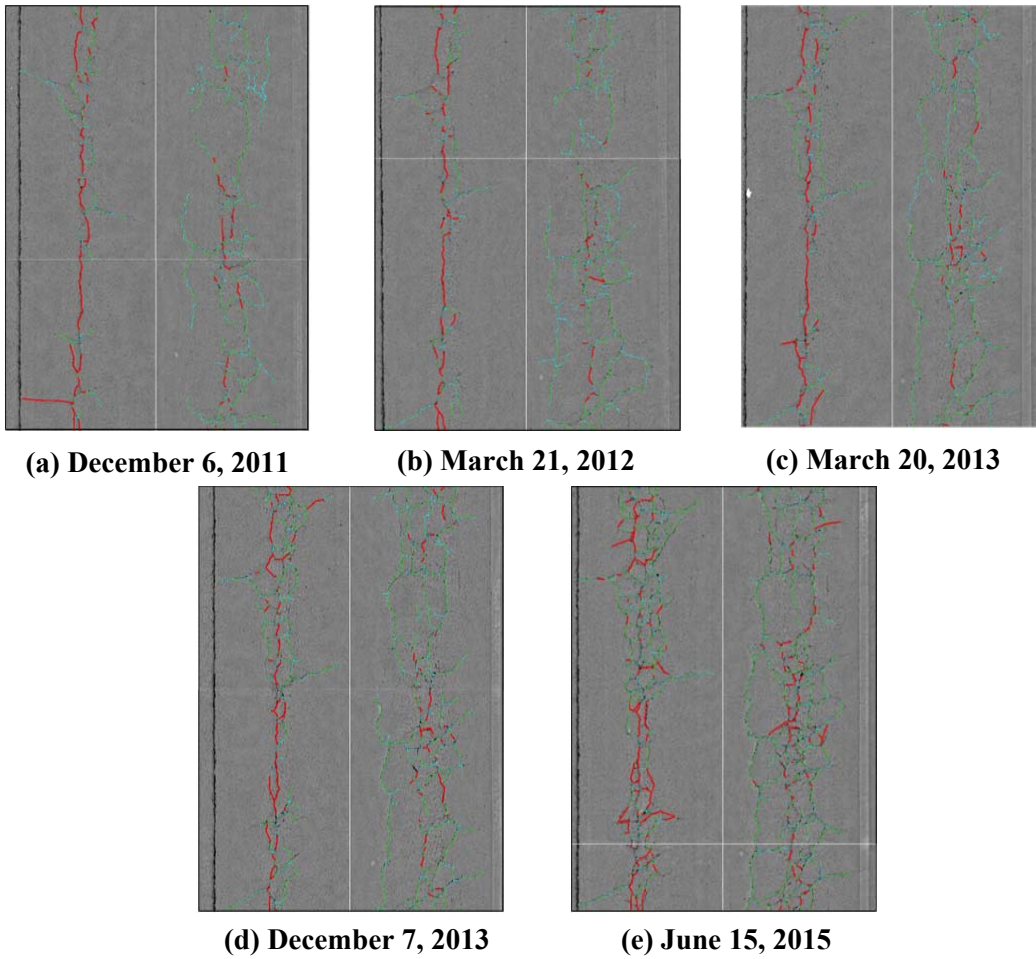 (a) December 6, 2011
(b) March 21, 2012
(c) March 20, 2013
(d) December 7, 2013
(e) June 15, 2015